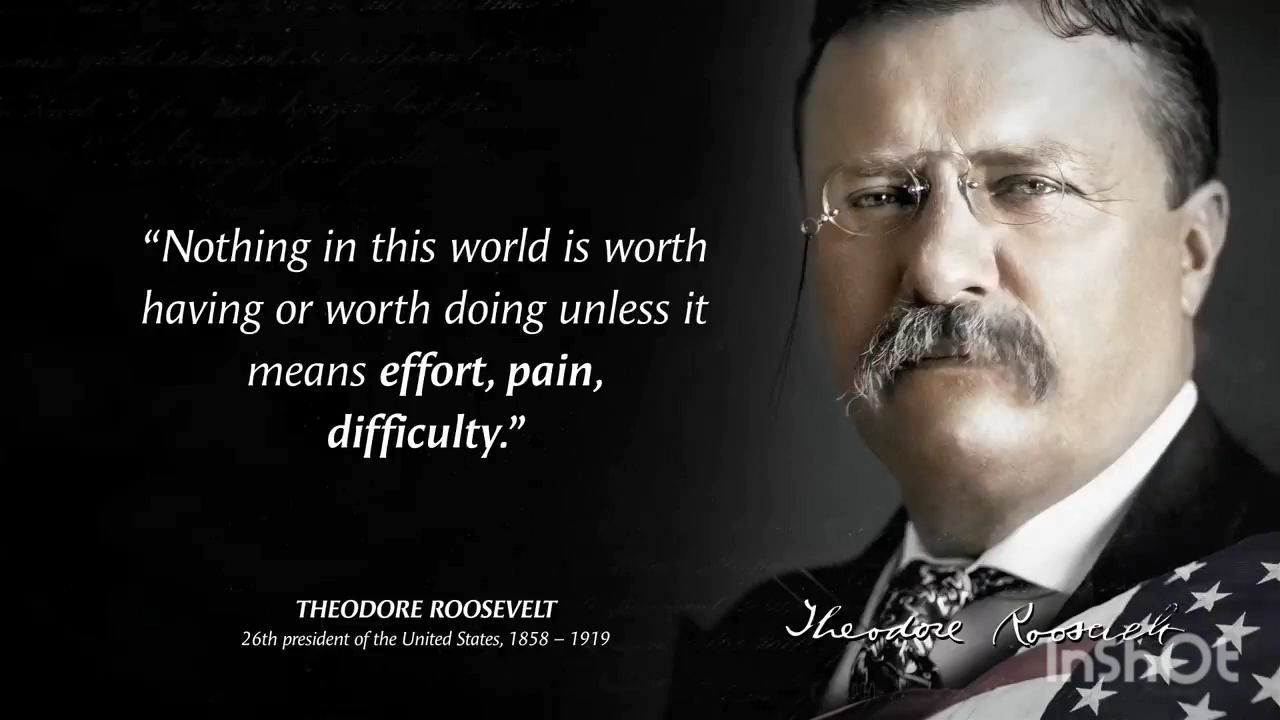 “Nothing in this world is worth
having or worth doing unless it
means effort, pain,
difficulty.”
THEODORE ROOSEVELT
26th president of the United States, 1858 – 1919
Theodore Roosevelt
InShOt